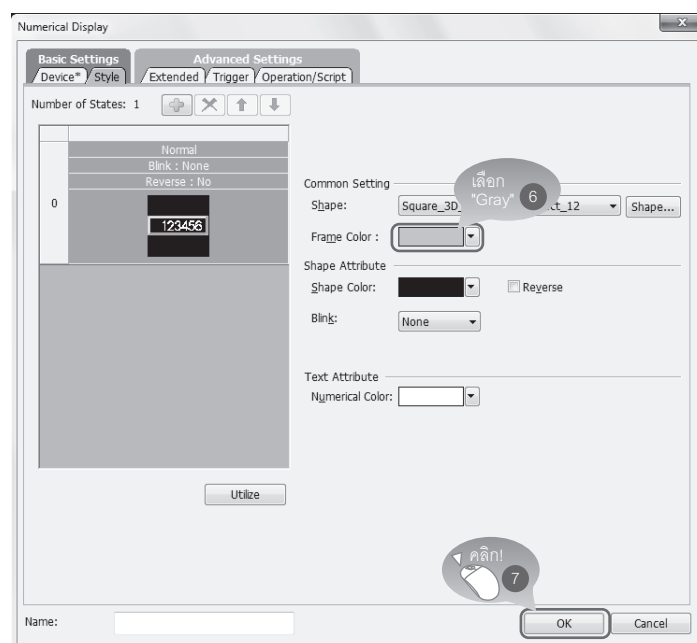 Numerical Display
Basic Settings
Advanced Settings
Device* Style Extended Trigger Operation/Script
Number of States: 1
Normal
Blink : None
Reverse : No
0
123456
Common Setting
Shape: Square_3D_ ct_12 Shape...
เลือก
"Gray" 6
Frame Color :
Shape Attribute
Shape Color: Reverse
Blink: None
Text Attribute
Numerical Color:
Utilize
คลิก!
7
Name:
OK Cancel